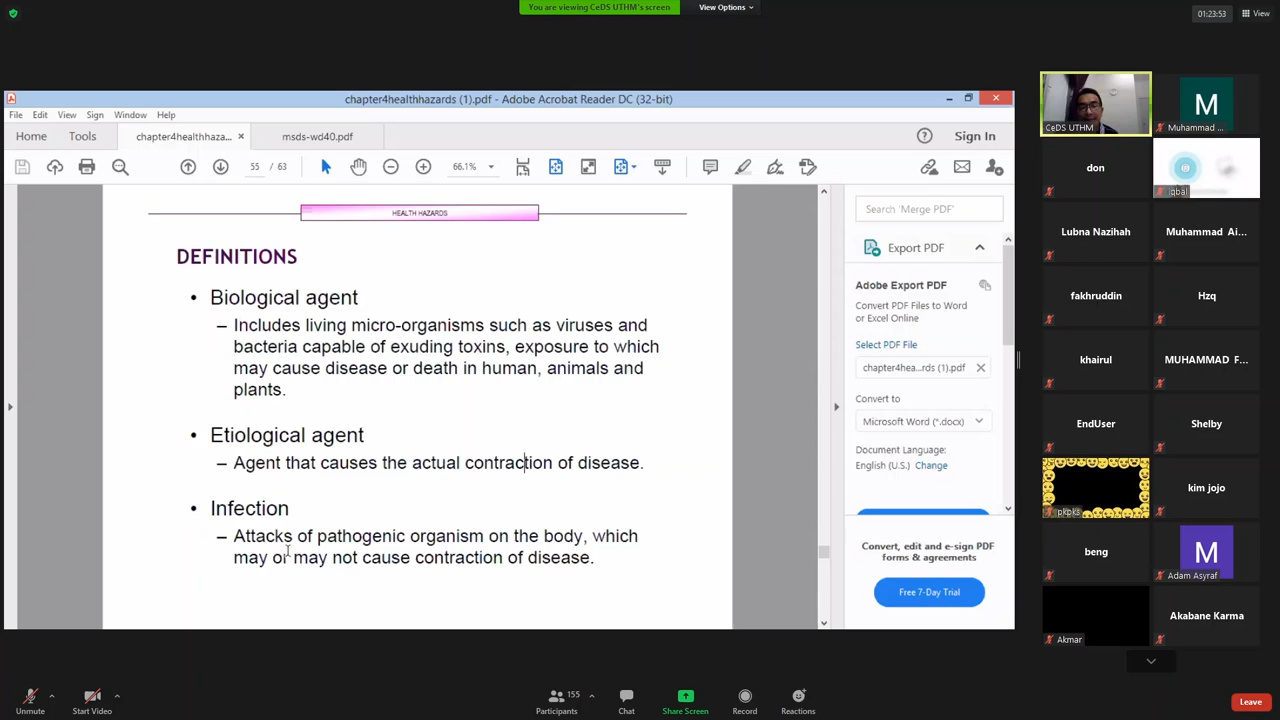 You are viewing CeDS UTHM's screen
View Options
01:23:53
View
chapter4healthhazards (1).pdf - Adobe Acrobat Reader DC (32-bit)
File Edit View Sign Window Help
Home Tools chapter4healthhaza... msds-wd40.pdf Sign In
55 / 63 66.1%
HEALTH HAZARDS
DEFINITIONS
• Biological agent
– Includes living micro-organisms such as viruses and
bacteria capable of exuding toxins, exposure to which
may cause disease or death in human, animals and
plants.
• Etiological agent
– Agent that causes the actual contraction of disease.
• Infection
– Attacks of pathogenic organism on the body, which
may or may not cause contraction of disease.
Search 'Merge PDF'
Export PDF
Adobe Export PDF
Convert PDF Files to Word
or Excel Online
Select PDF File
chapter4hea...rds (1).pdf
Convert to
Microsoft Word (*.docx)
Document Language:
English (U.S.) Change
Convert, edit and e-sign PDF
forms & agreements
Free 7-Day Trial
CeDS UTHM
M
Muhammad ...
don
iqbal
Lubna Nazihah
Muhammad Ai...
fakhruddin
Hzq
khairul
MUHAMMAD F...
EndUser
Shelby
pkpks
kim jojo
beng
M
Adam Asyraf
Akmar
Akabane Karma
Unmute
Start Video
155
Participants
Chat
Share Screen
Record
Reactions
Leave